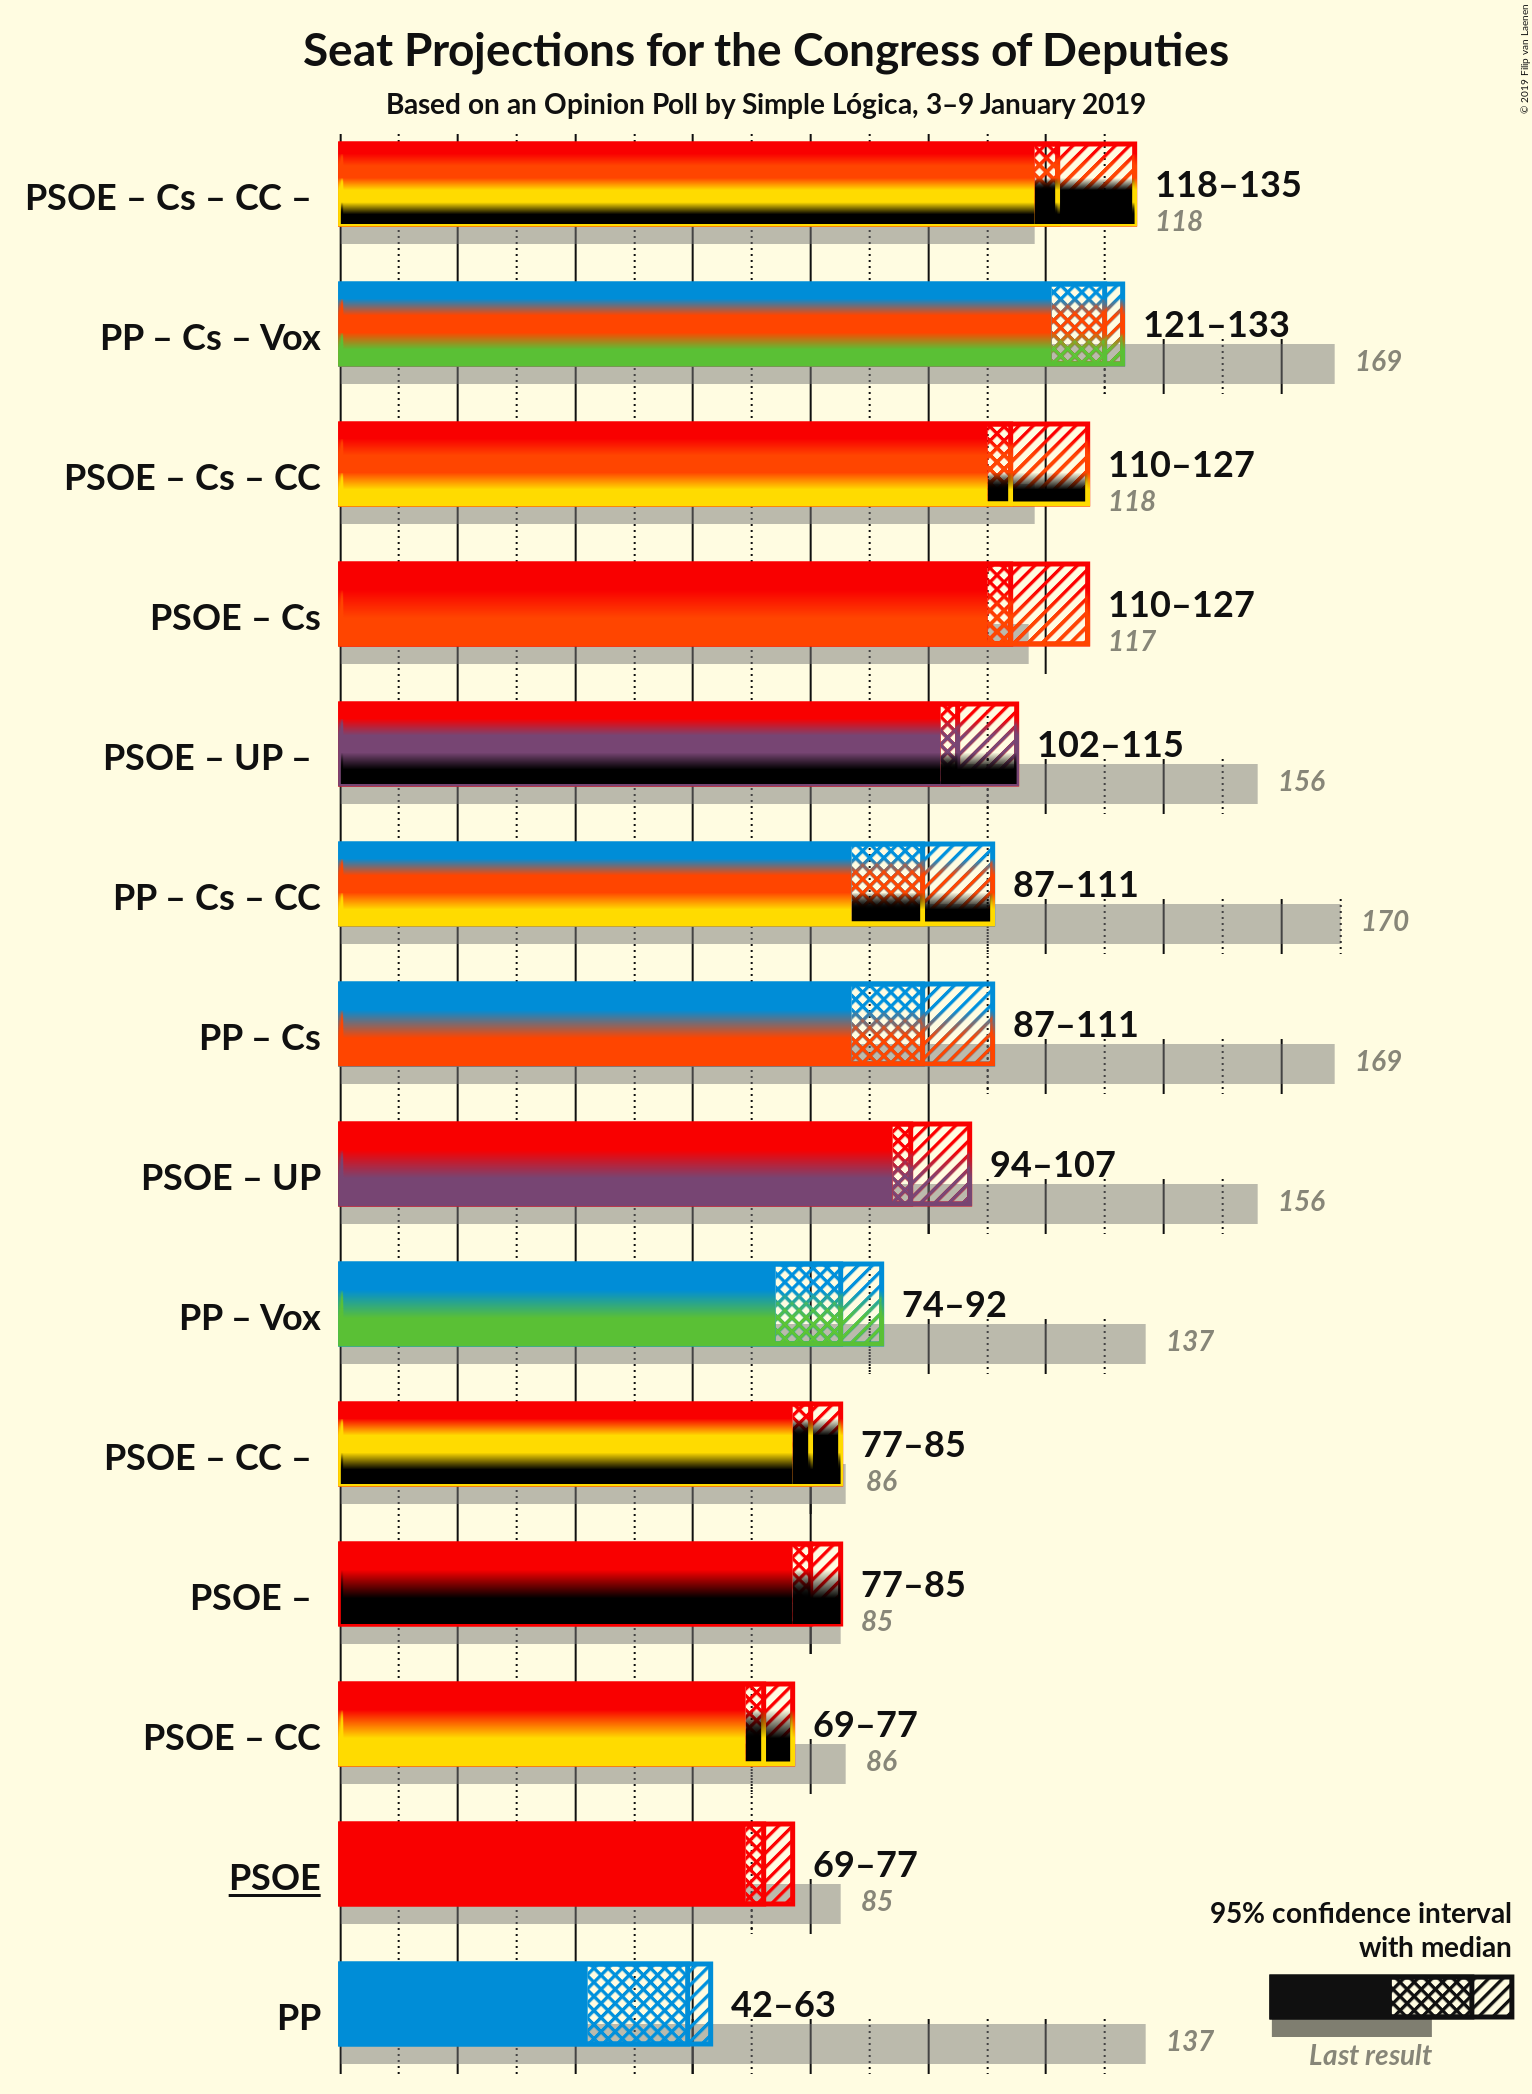 © 2019 Filip van Laenen
Seat Projections for the Congress of Deputies
Based on an Opinion Poll by Simple Lógica, 3–9 January 2019
PSOE – Cs – CC –
118–135
118
PP – Cs – Vox
121–133
169
PSOE – Cs – CC
110–127
118
PSOE – Cs
110–127
117
PSOE – UP –
102–115
156
PP – Cs – CC
87–111
170
PP – Cs
87–111
169
PSOE – UP
94–107
156
PP – Vox
74–92
137
PSOE – CC –
77–85
86
PSOE –
77–85
85
PSOE – CC
69–77
86
PSOE
69–77
85
PP
42–63
137
95% confidence interval
with median
Last result